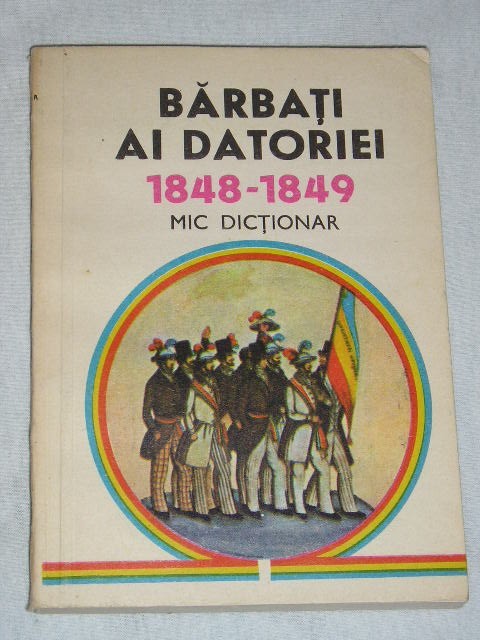 BĂRBAȚI
AI DATORIEI
1848-1849
MIC DICȚIONAR